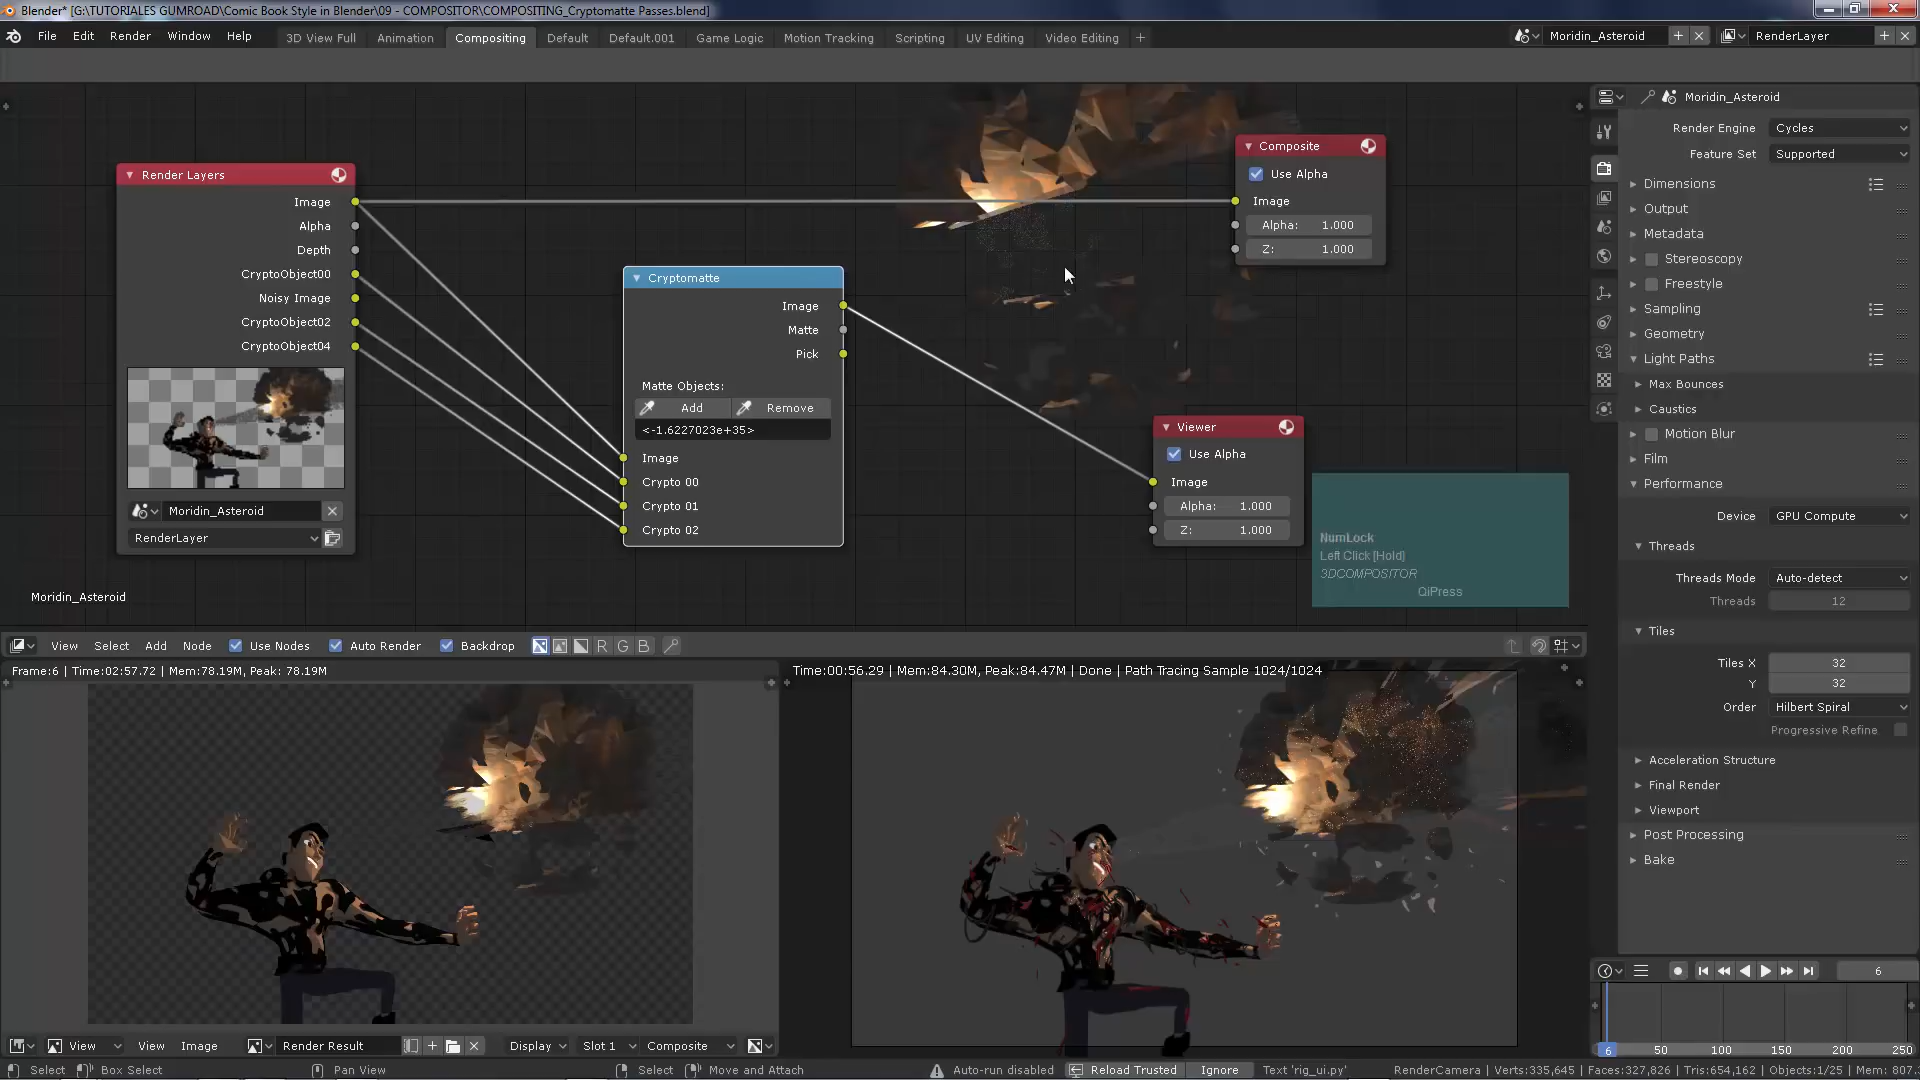 Blender* [G:\TUTORIALES GUMROAD\Comic Book Style in Blender\09 - COMPOSITOR\COMPOSITING_Cryptomatte Passes.blend]
File Edit Render Window Help 3D View Full Animation Compositing Default Default.001 Game Logic Motion Tracking Scripting UV Editing Video Editing Moridin_Asteroid RenderLayer
Render Layers
Image
Alpha
Depth
CryptoObject00
Noisy Image
CryptoObject02
CryptoObject04
Moridin_Asteroid
RenderLayer
Moridin_Asteroid
Cryptomatte
Image
Matte
Pick
Matte Objects:
Add Remove
<-1.6227023e+35>
Image
Crypto 00
Crypto 01
Crypto 02
Composite
Use Alpha
Image
Alpha: 1.000
Z: 1.000
Viewer
Use Alpha
Image
Alpha: 1.000
Z: 1.000
NumLock
Left Click [Hold]
3DCOMPOSITOR
QiPress
Moridin_Asteroid
Render Engine Cycles
Feature Set Supported
Dimensions
Output
Metadata
Stereoscopy
Freestyle
Sampling
Geometry
Light Paths
Max Bounces
Caustics
Motion Blur
Film
Performance
Device GPU Compute
Threads
Threads Mode Auto-detect
Threads 12
Tiles
Tiles X 32
Y 32
Order Hilbert Spiral
Progressive Refine
Acceleration Structure
Final Render
Viewport
Post Processing
Bake
View Select Add Node Use Nodes Auto Render Backdrop R G B
Frame:6 | Time:02:57.72 | Mem:78.19M, Peak: 78.19M
Time:00:56.29 | Mem:84.30M, Peak:84.47M | Done | Path Tracing Sample 1024/1024
View View Image Render Result Display Slot 1 Composite
6
6 50 100 150 200 250
Select Box Select Pan View Select Move and Attach Auto-run disabled Reload Trusted Ignore Text 'rig_ui.py' RenderCamera | Verts:335,645 | Faces:327,826 | Tris:654,162 | Objects:1/25 | Mem: 807.